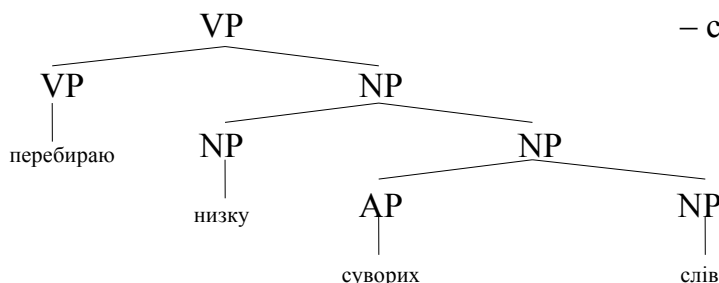 VP – с
VP NP
перебираю NP NP
низку AP NP
суворих слів